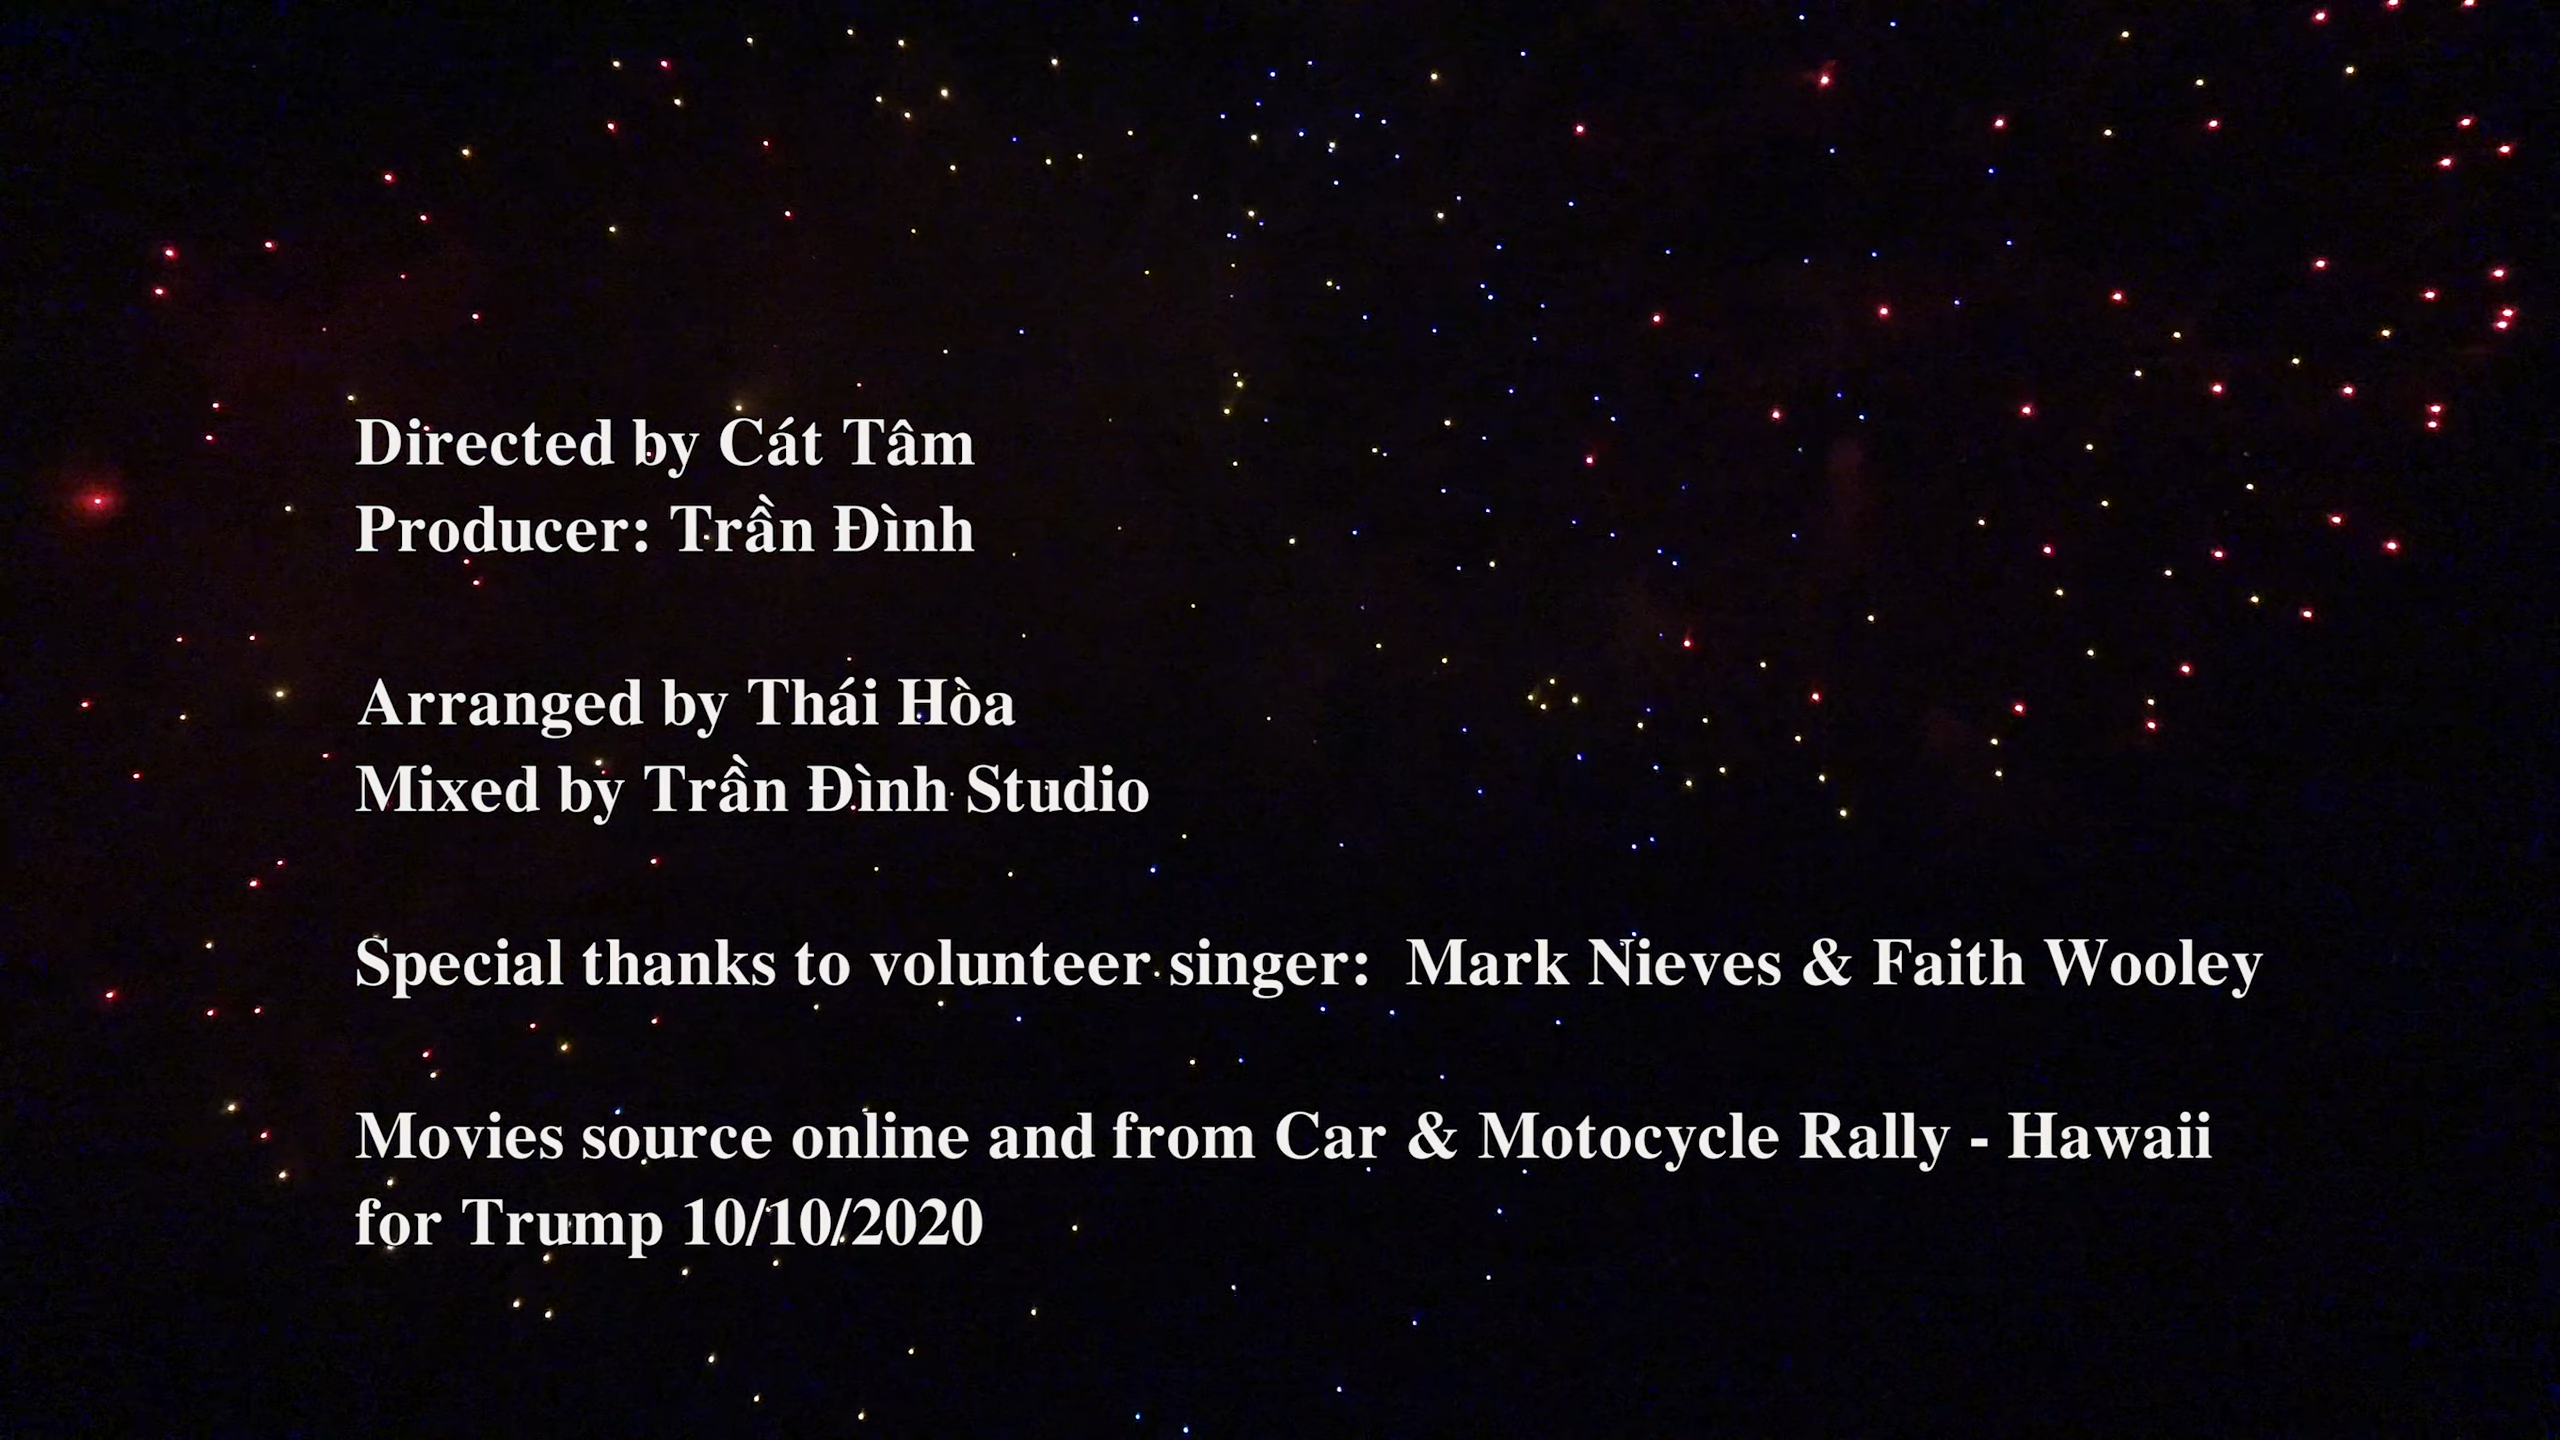 Directed by Cát Tâm
Producer: Trần Đình
Arranged by Thái Hòa
Mixed by Trần Đình Studio
Special thanks to volunteer singer:  Mark Nieves & Faith Wooley
Movies source online and from Car & Motocycle Rally - Hawaii
for Trump 10/10/2020